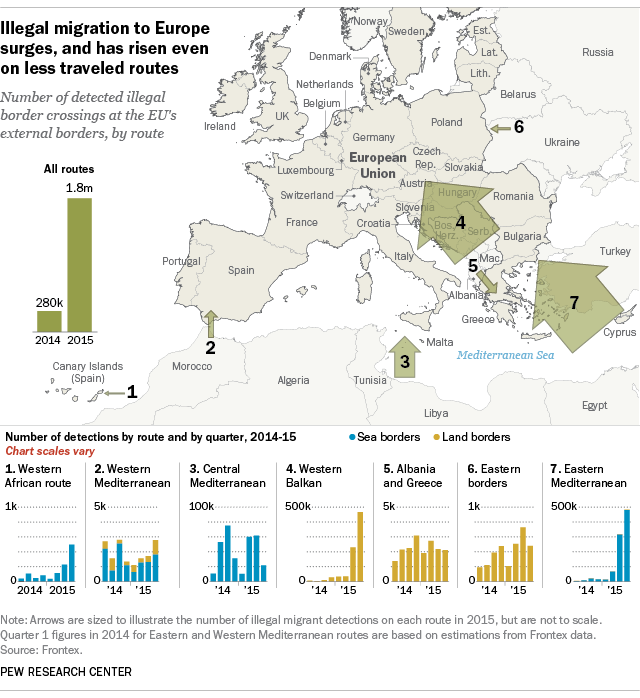 Illegal migration to Europe
surges, and has risen even
on less traveled routes
Number of detected illegal
border crossings at the EU's
external borders, by route
All routes
1.8m
280k
2014 2015
Norway
Sweden
Est.
Lat.
Lith.
Russia
Denmark
Netherlands
Belgium
Belarus
Ireland
UK
Poland
6
Germany
Ukraine
European
Union
Czech
Rep.
Luxembourg
Slovakia
Austria
Hungary
Switzerland
Slovenia
Romania
France
Croatia
4
Bos.
Herz.
Serb.
Bulgaria
Italy
Mac.
Portugal
Spain
5
Turkey
Albania
7
Greece
Cyprus
Malta
Mediterranean Sea
2
3
Canary Islands
(Spain)
1
Morocco
Algeria
Tunisia
Libya
Egypt
Number of detections by route and by quarter, 2014-15
Sea borders
Land borders
Chart scales vary
1. Western
African route
1k
0
2014 2015
2. Western
Mediterranean
5k
0
'14 '15
3. Central
Mediterranean
100k
0
'14 '15
4. Western
Balkan
500k
0
'14 '15
5. Albania
and Greece
5k
0
'14 '15
6. Eastern
borders
1k
0
'14 '15
7. Eastern
Mediterranean
500k
0
'14 '15
Note: Arrows are sized to illustrate the number of illegal migrant detections on each route in 2015, but are not to scale.
Quarter 1 figures in 2014 for Eastern and Western Mediterranean routes are based on estimations from Frontex data.
Source: Frontex.
PEW RESEARCH CENTER